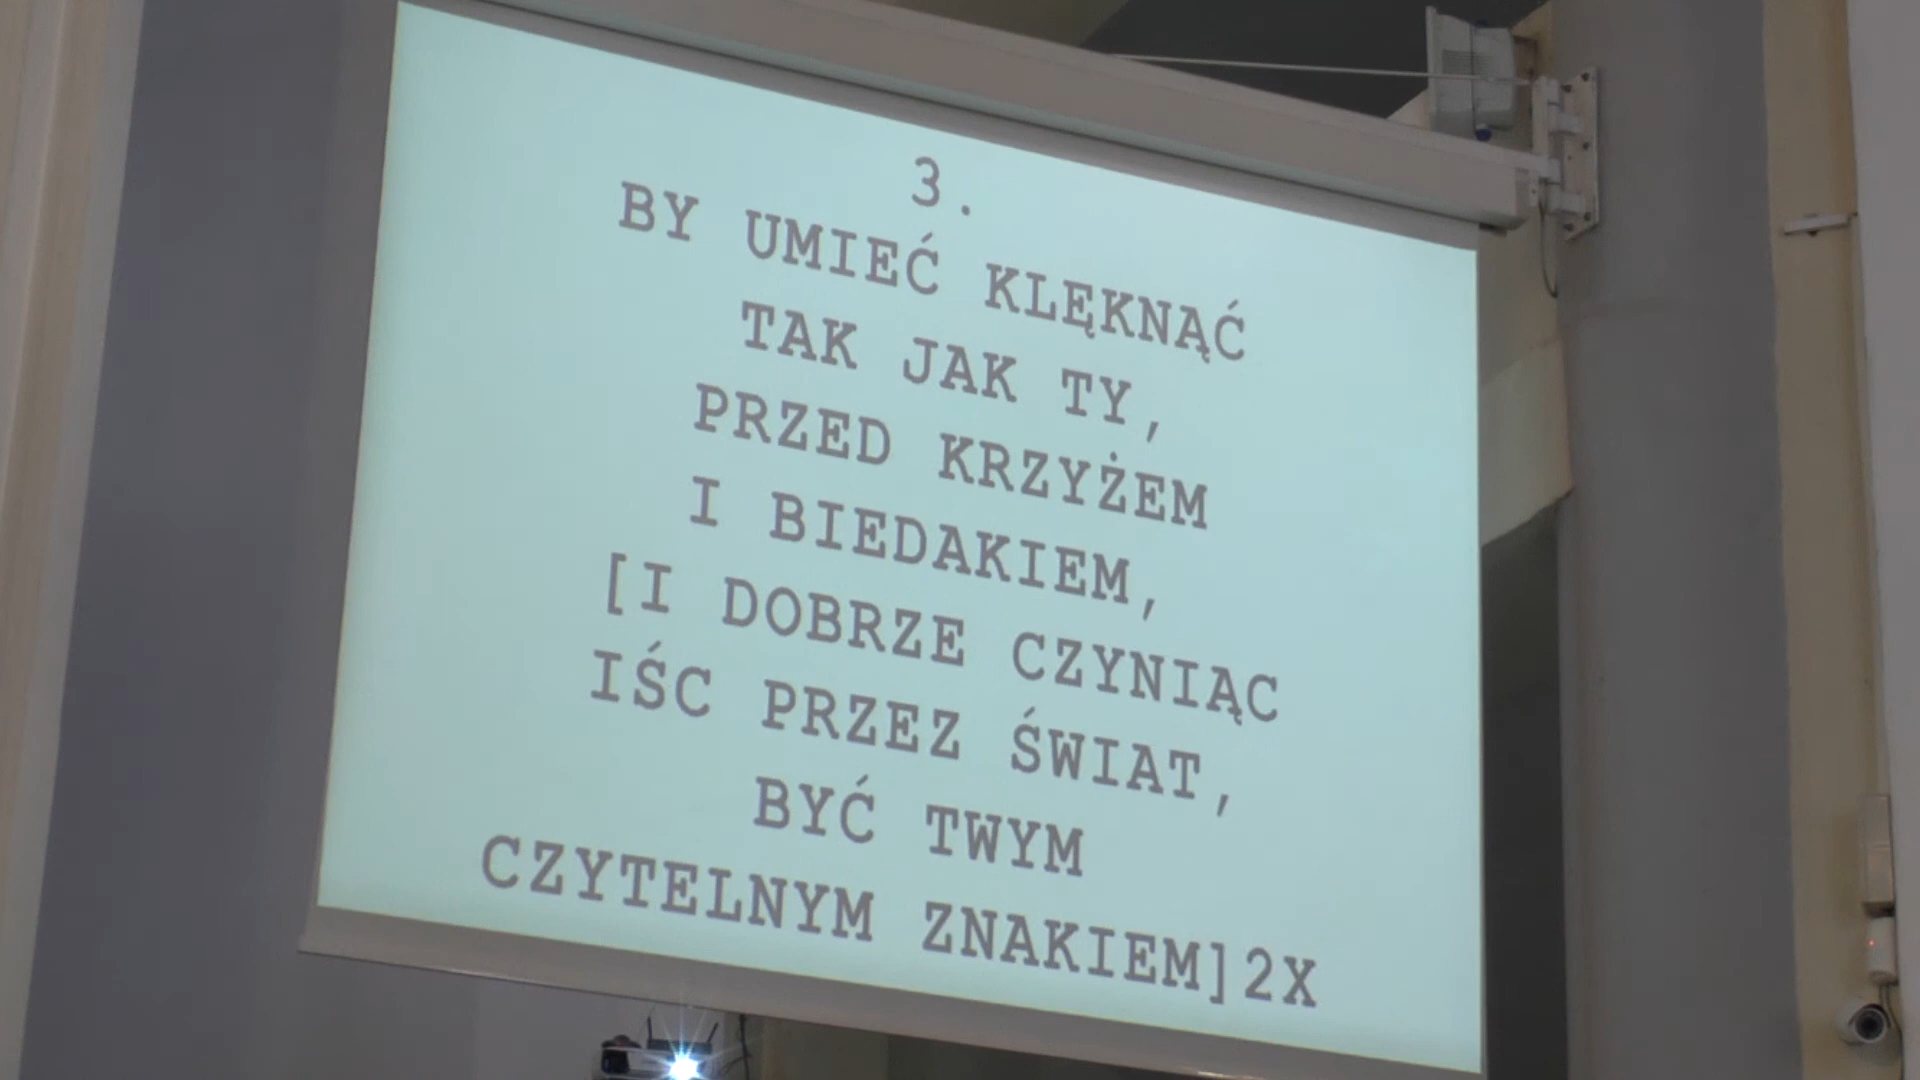 3.
BY UMIEĆ KLĘKNĄĆ
TAK JAK TY,
PRZED KRZYŻEM
I BIEDAKIEM,
[I DOBRZE CZYNIĄC
IŚC PRZEZ ŚWIAT,
BYĆ TWYM
CZYTELNYM ZNAKIEM]2X